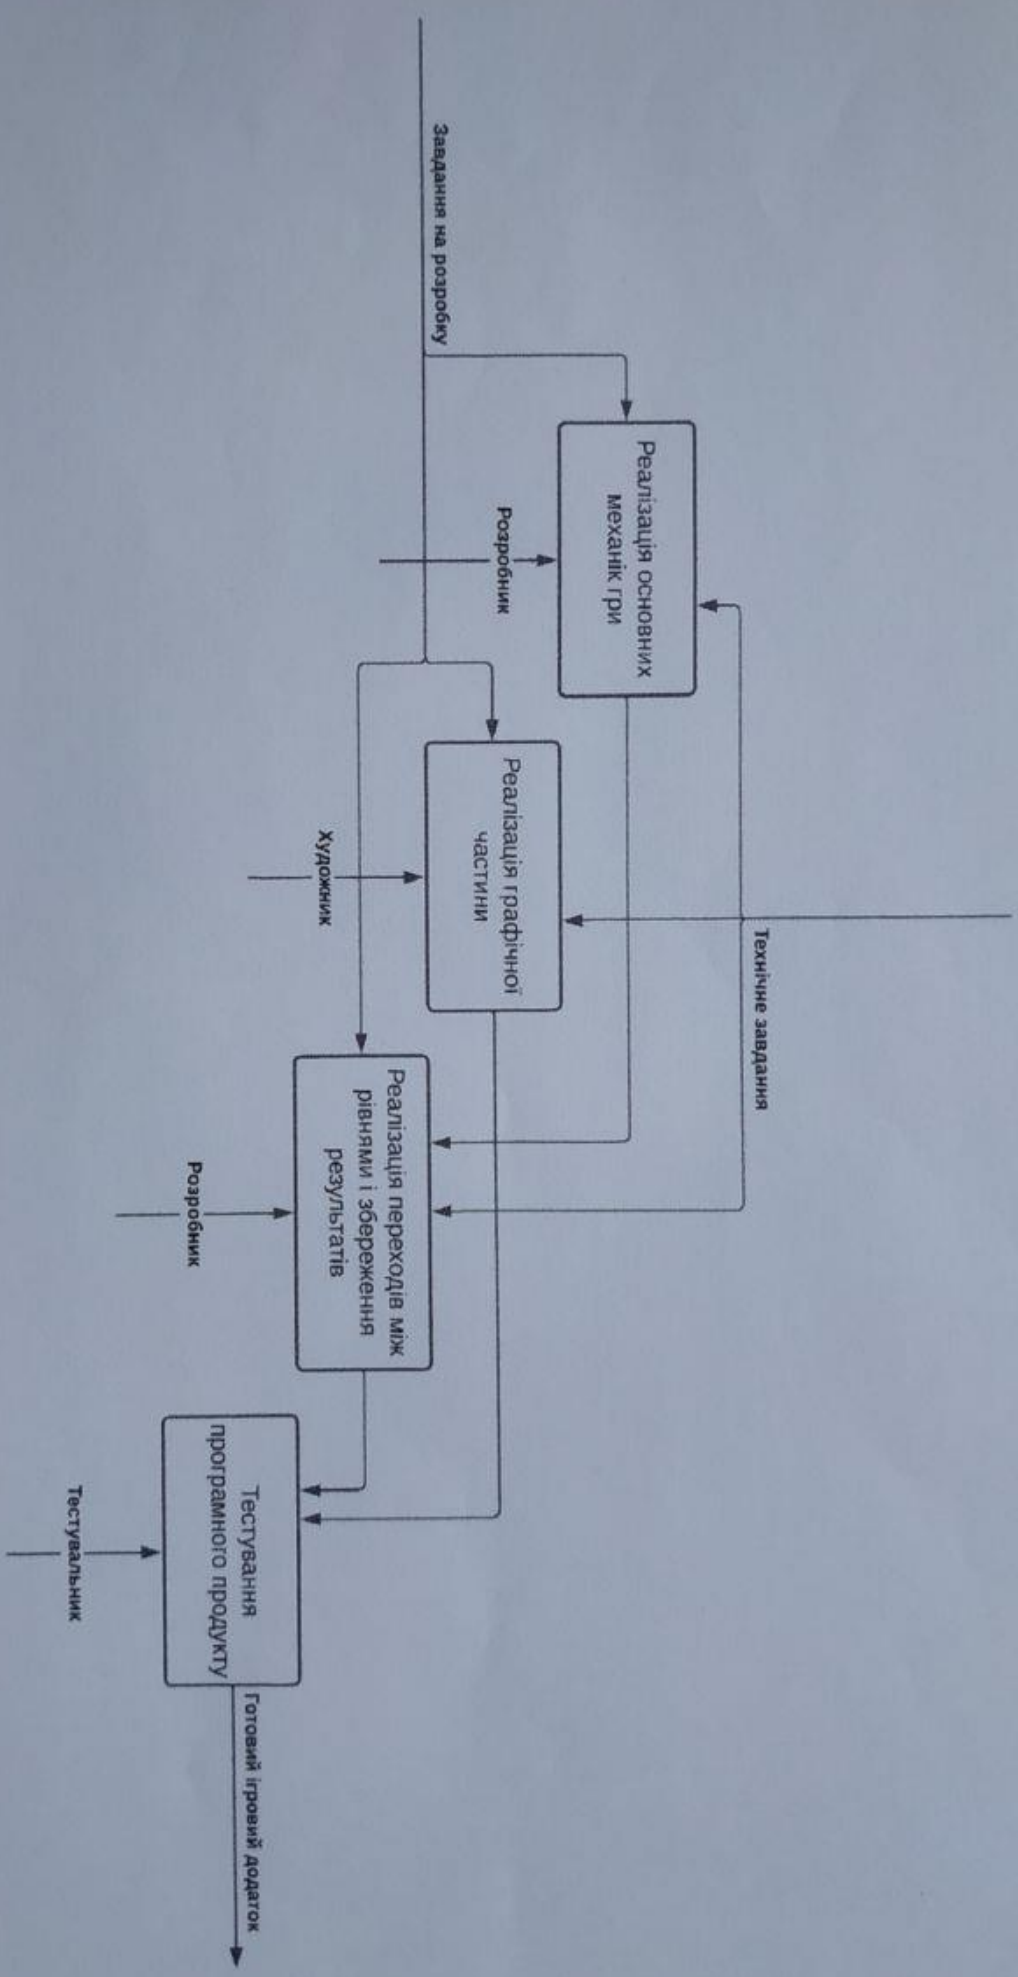 Технічне завдання
Завдання на розробку
Реалізація основних
механік гри
Розробник
Реалізація графічної
частини
Художник
Реалізація переходів між
рівнями і збереження
результатів
Розробник
Тестування
програмного продукту
Тестувальник
Готовий ігровий додаток